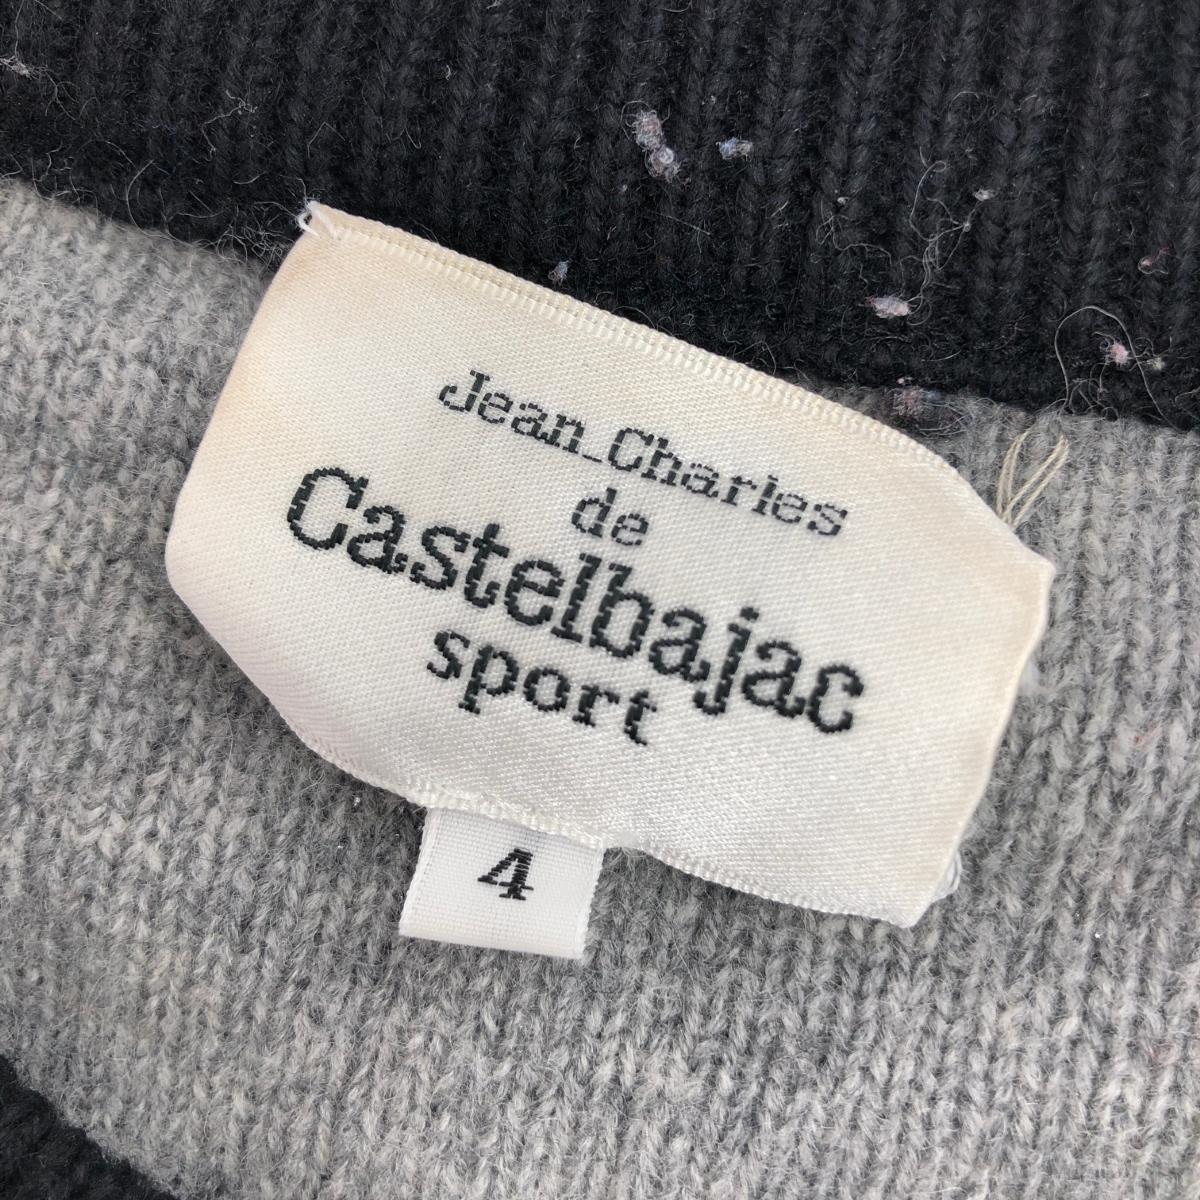 Jean_Charles
de
Castelbajac
sport
4